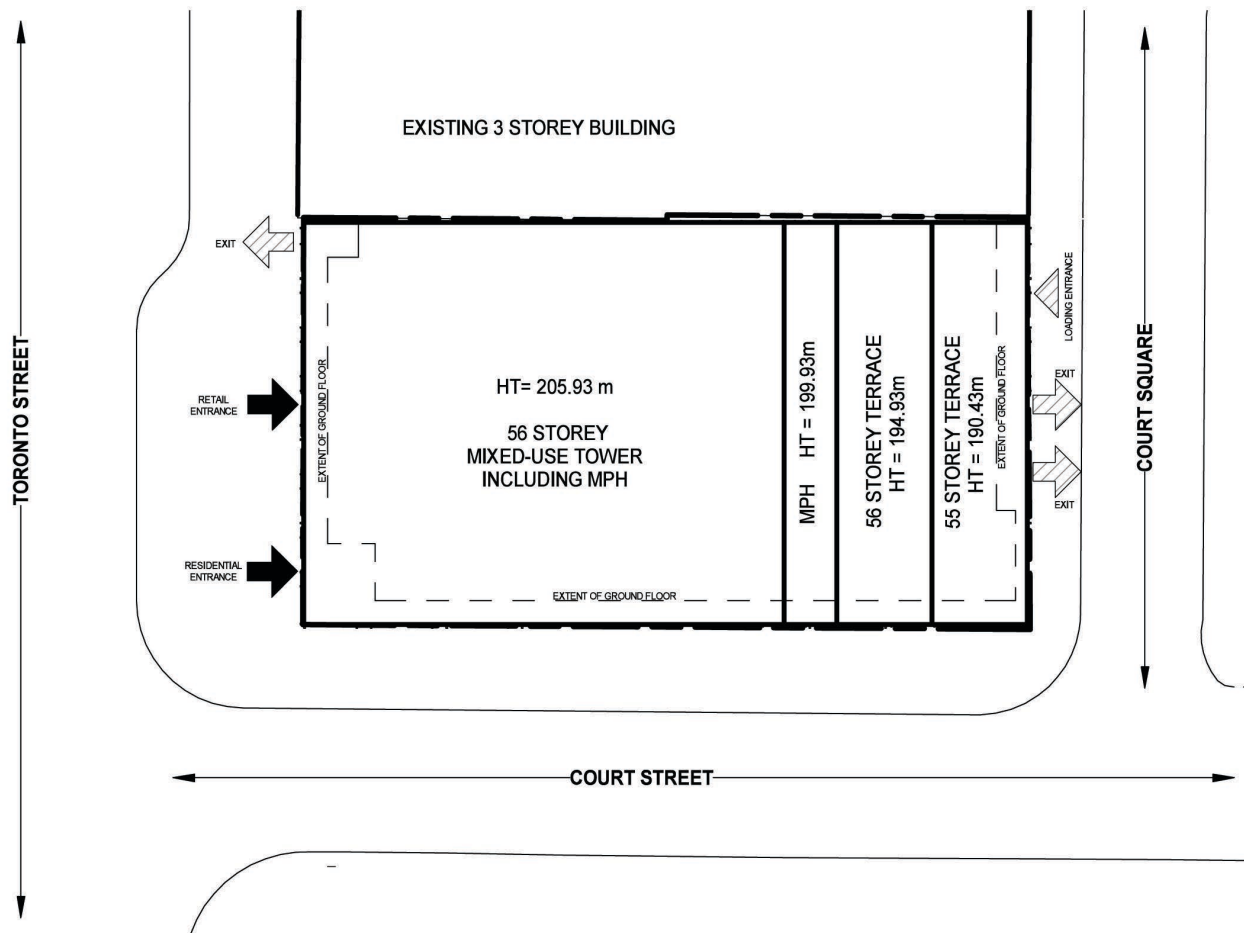 EXISTING 3 STOREY BUILDING
EXIT
RETAIL
ENTRANCE
RESIDENTIAL
ENTRANCE
TORONTO STREET
EXTENT OF GROUND FLOOR
HT= 205.93 m
56 STOREY
MIXED-USE TOWER
INCLUDING MPH
MPH HT = 199.93m
56 STOREY TERRACE
HT = 194.93m
55 STOREY TERRACE
HT = 190.43m
EXTENT OF GROUND FLOOR
EXTENT OF GROUND FLOOR
LOADING ENTRANCE
EXIT
EXIT
COURT SQUARE
COURT STREET